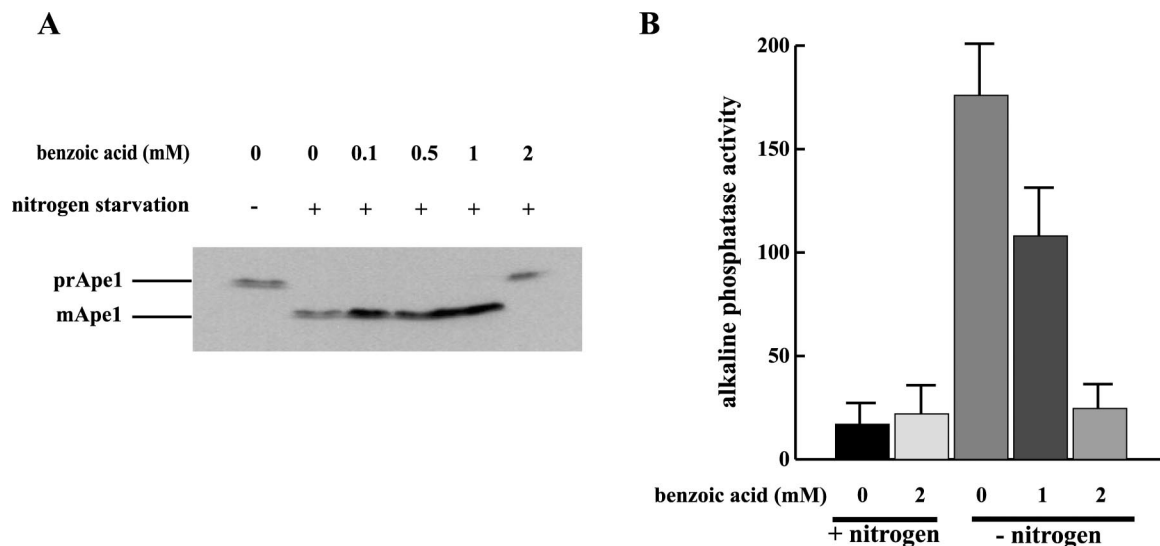 A
benzoic acid (mM) 0 0 0.1 0.5 1 2
nitrogen starvation - + + + + +
prApe1
mApe1
B
alkaline phosphatase activity
200
150
100
50
0
benzoic acid (mM) 0 2 0 1 2
+ nitrogen - nitrogen